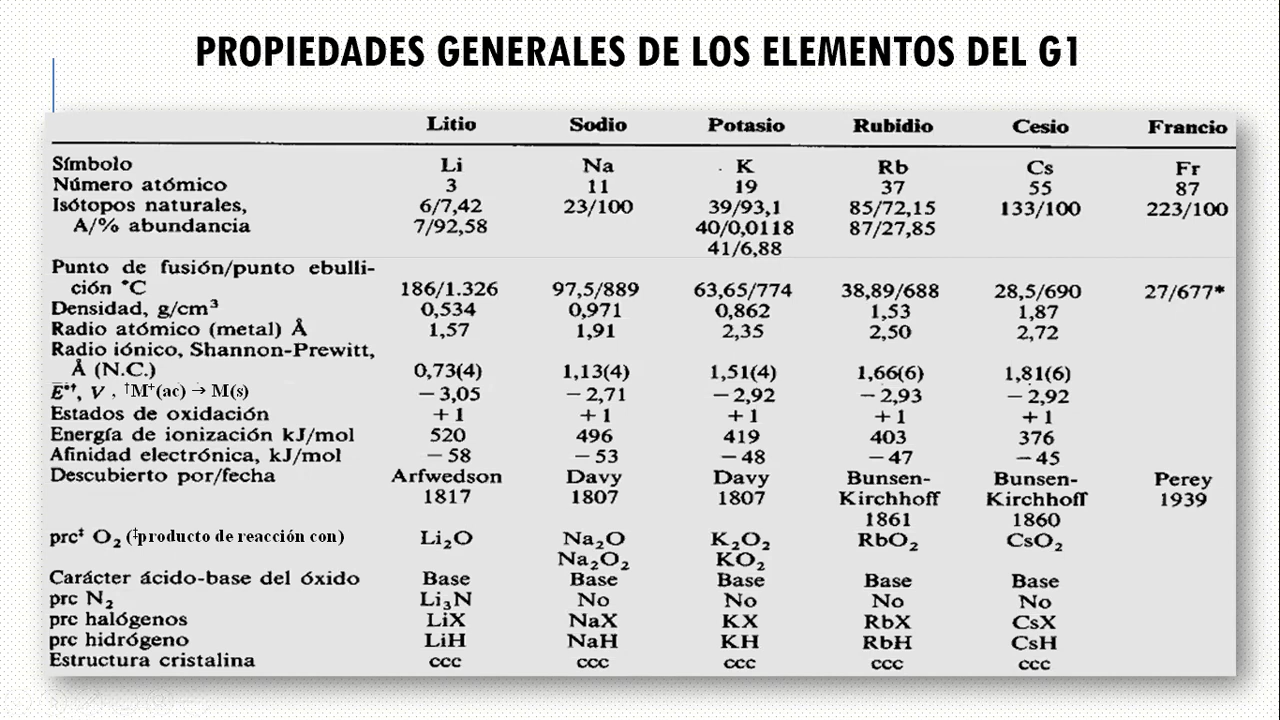 PROPIEDADES GENERALES DE LOS ELEMENTOS DEL G1
Litio Sodio Potasio Rubidio Cesio Francio
Símbolo Li Na K Rb Cs Fr
Número atómico 3 11 19 37 55 87
Isótopos naturales, 6/7,42 23/100 39/93,1 85/72,15 133/100 223/100
A/% abundancia 7/92,58 40/0,0118 87/27,85
41/6,88
Punto de fusión/punto ebulli-
ción °C 186/1.326 97,5/889 63,65/774 38,89/688 28,5/690 27/677*
Densidad, g/cm³ 0,534 0,971 0,862 1,53 1,87
Radio atómico (metal) Å 1,57 1,91 2,35 2,50 2,72
Radio iónico, Shannon-Prewitt,
Å (N.C.) 0,73(4) 1,13(4) 1,51(4) 1,66(6) 1,81(6)
E°†, V , †M⁺(ac) → M(s) −3,05 −2,71 −2,92 −2,93 −2,92
Estados de oxidación +1 +1 +1 +1 +1
Energía de ionización kJ/mol 520 496 419 403 376
Afinidad electrónica, kJ/mol −58 −53 −48 −47 −45
Descubierto por/fecha Arfwedson Davy Davy Bunsen- Bunsen- Perey
1817 1807 1807 Kirchhoff Kirchhoff 1939
1861 1860
prc‡ O₂ (‡producto de reacción con) Li₂O Na₂O K₂O₂ RbO₂ CsO₂
Na₂O₂ KO₂
Carácter ácido-base del óxido Base Base Base Base Base
prc N₂ Li₃N No No No No
prc halógenos LiX NaX KX RbX CsX
prc hidrógeno LiH NaH KH RbH CsH
Estructura cristalina ccc ccc ccc ccc ccc